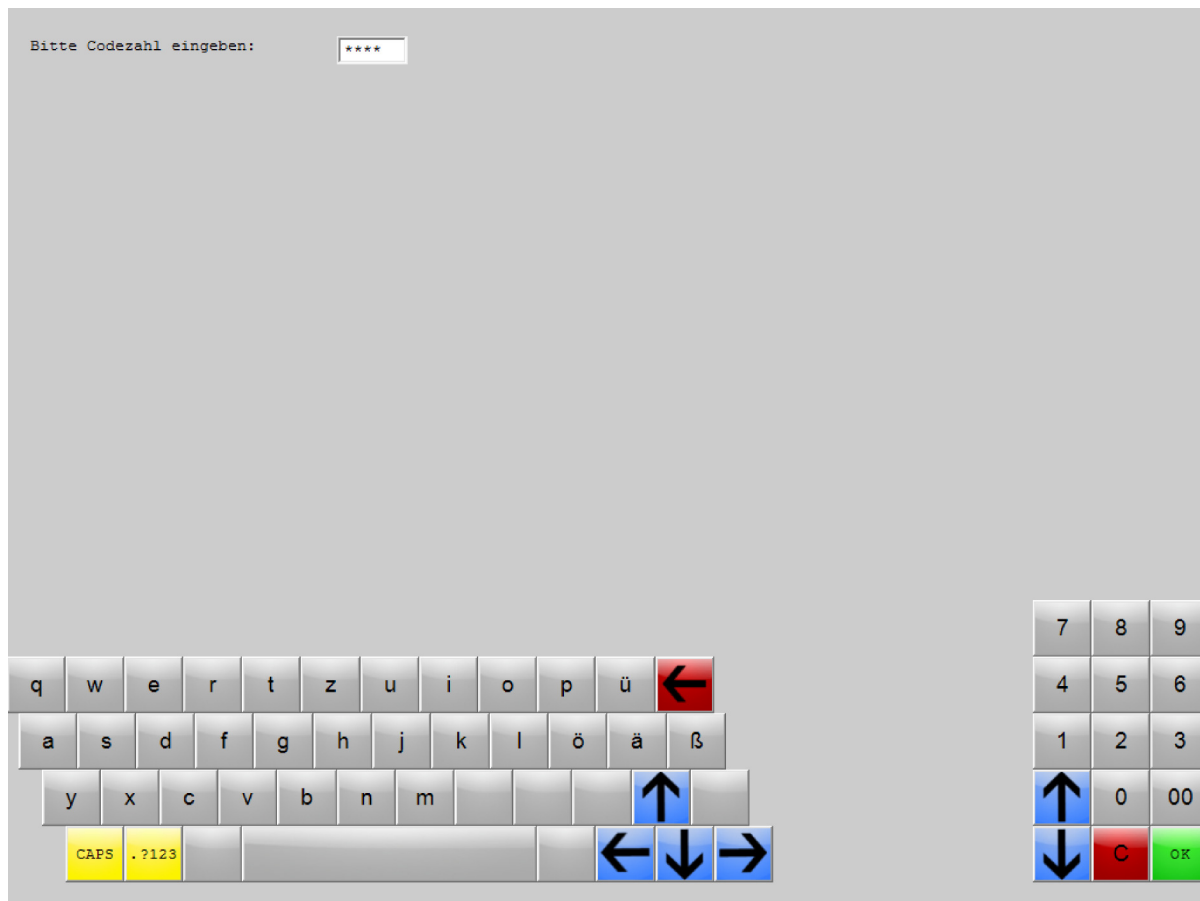 Bitte Codezahl eingeben: ****
7 8 9
q w e r t z u i o p ü 4 5 6
a s d f g h j k l ö ä ß 1 2 3
y x c v b n m 0 00
CAPS .?123 C OK